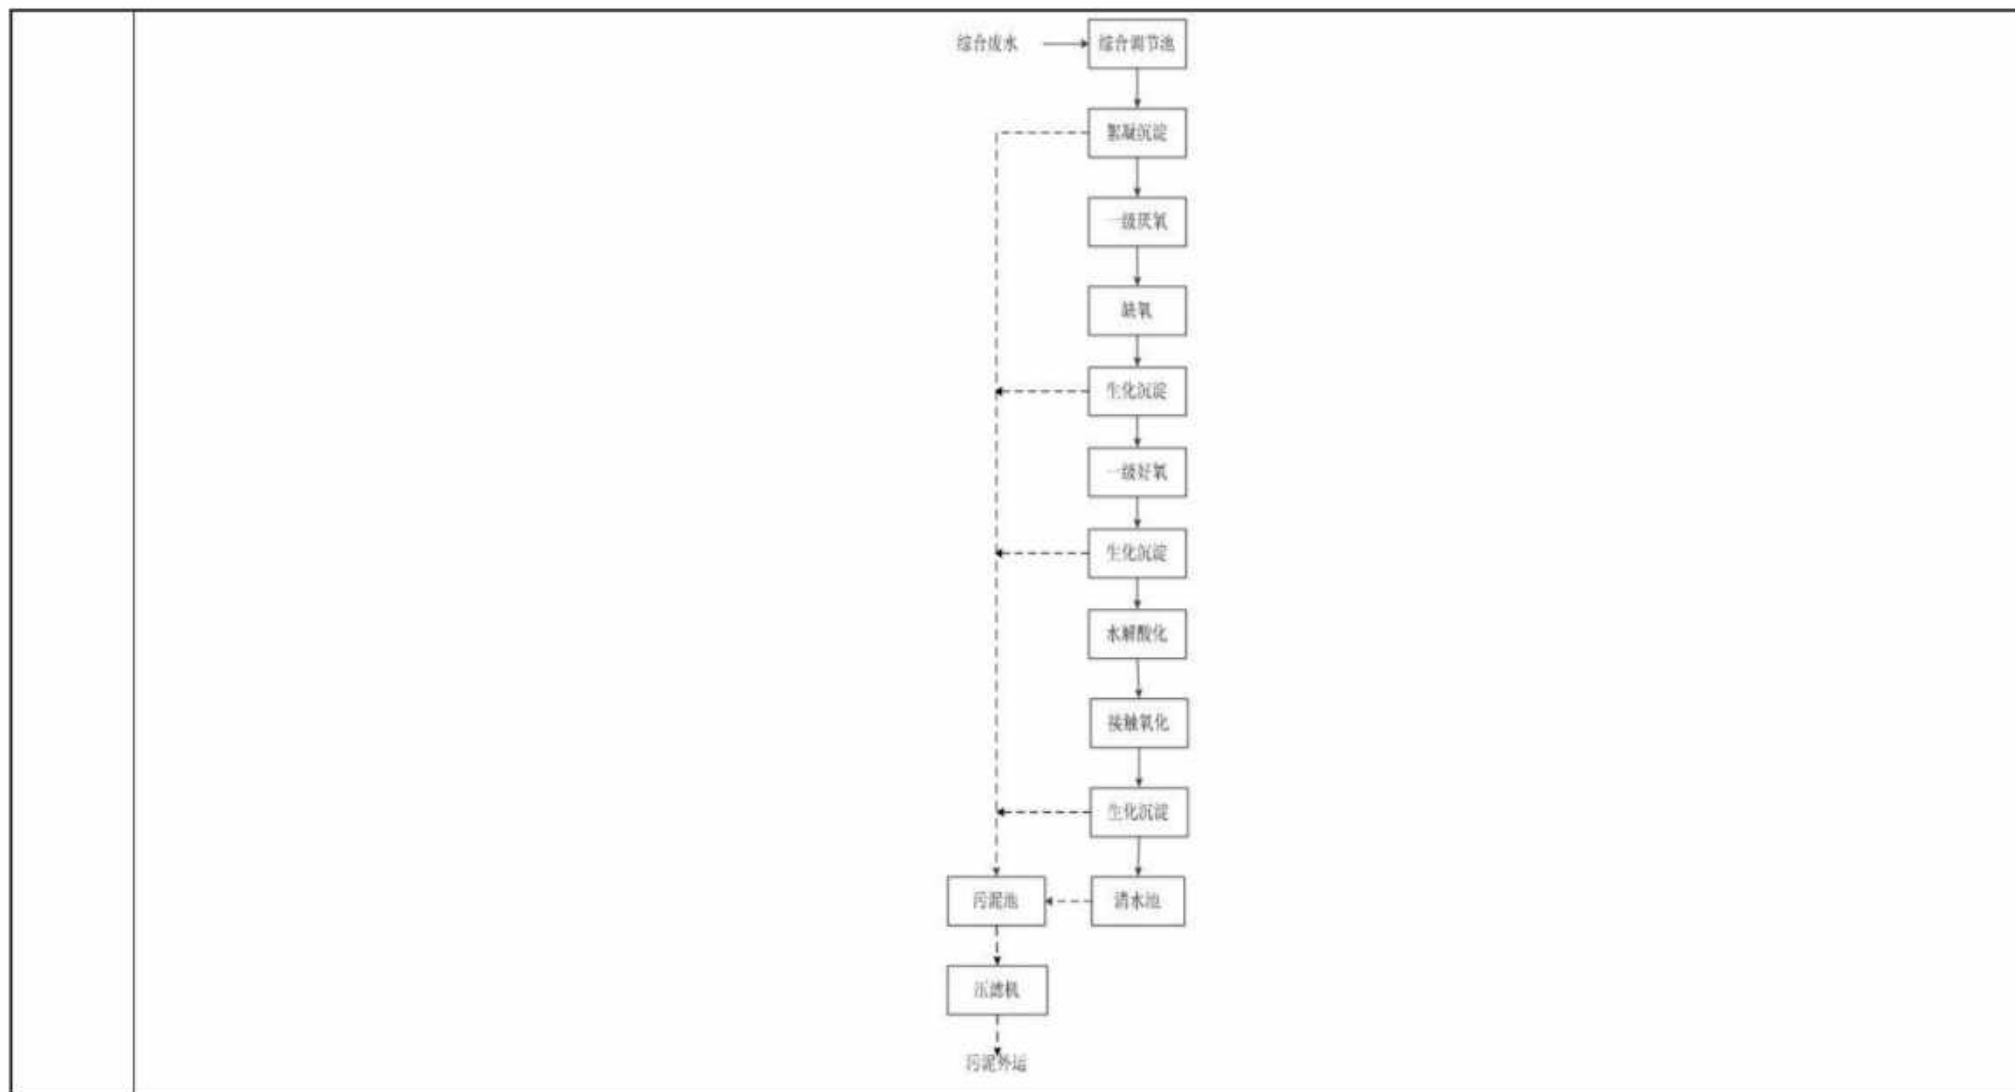 综合废水
综合调节池
絮凝沉淀
一级厌氧
缺氧
生化沉淀
一级好氧
生化沉淀
水解酸化
接触氧化
生化沉淀
污泥池
清水池
压滤机
污泥外运